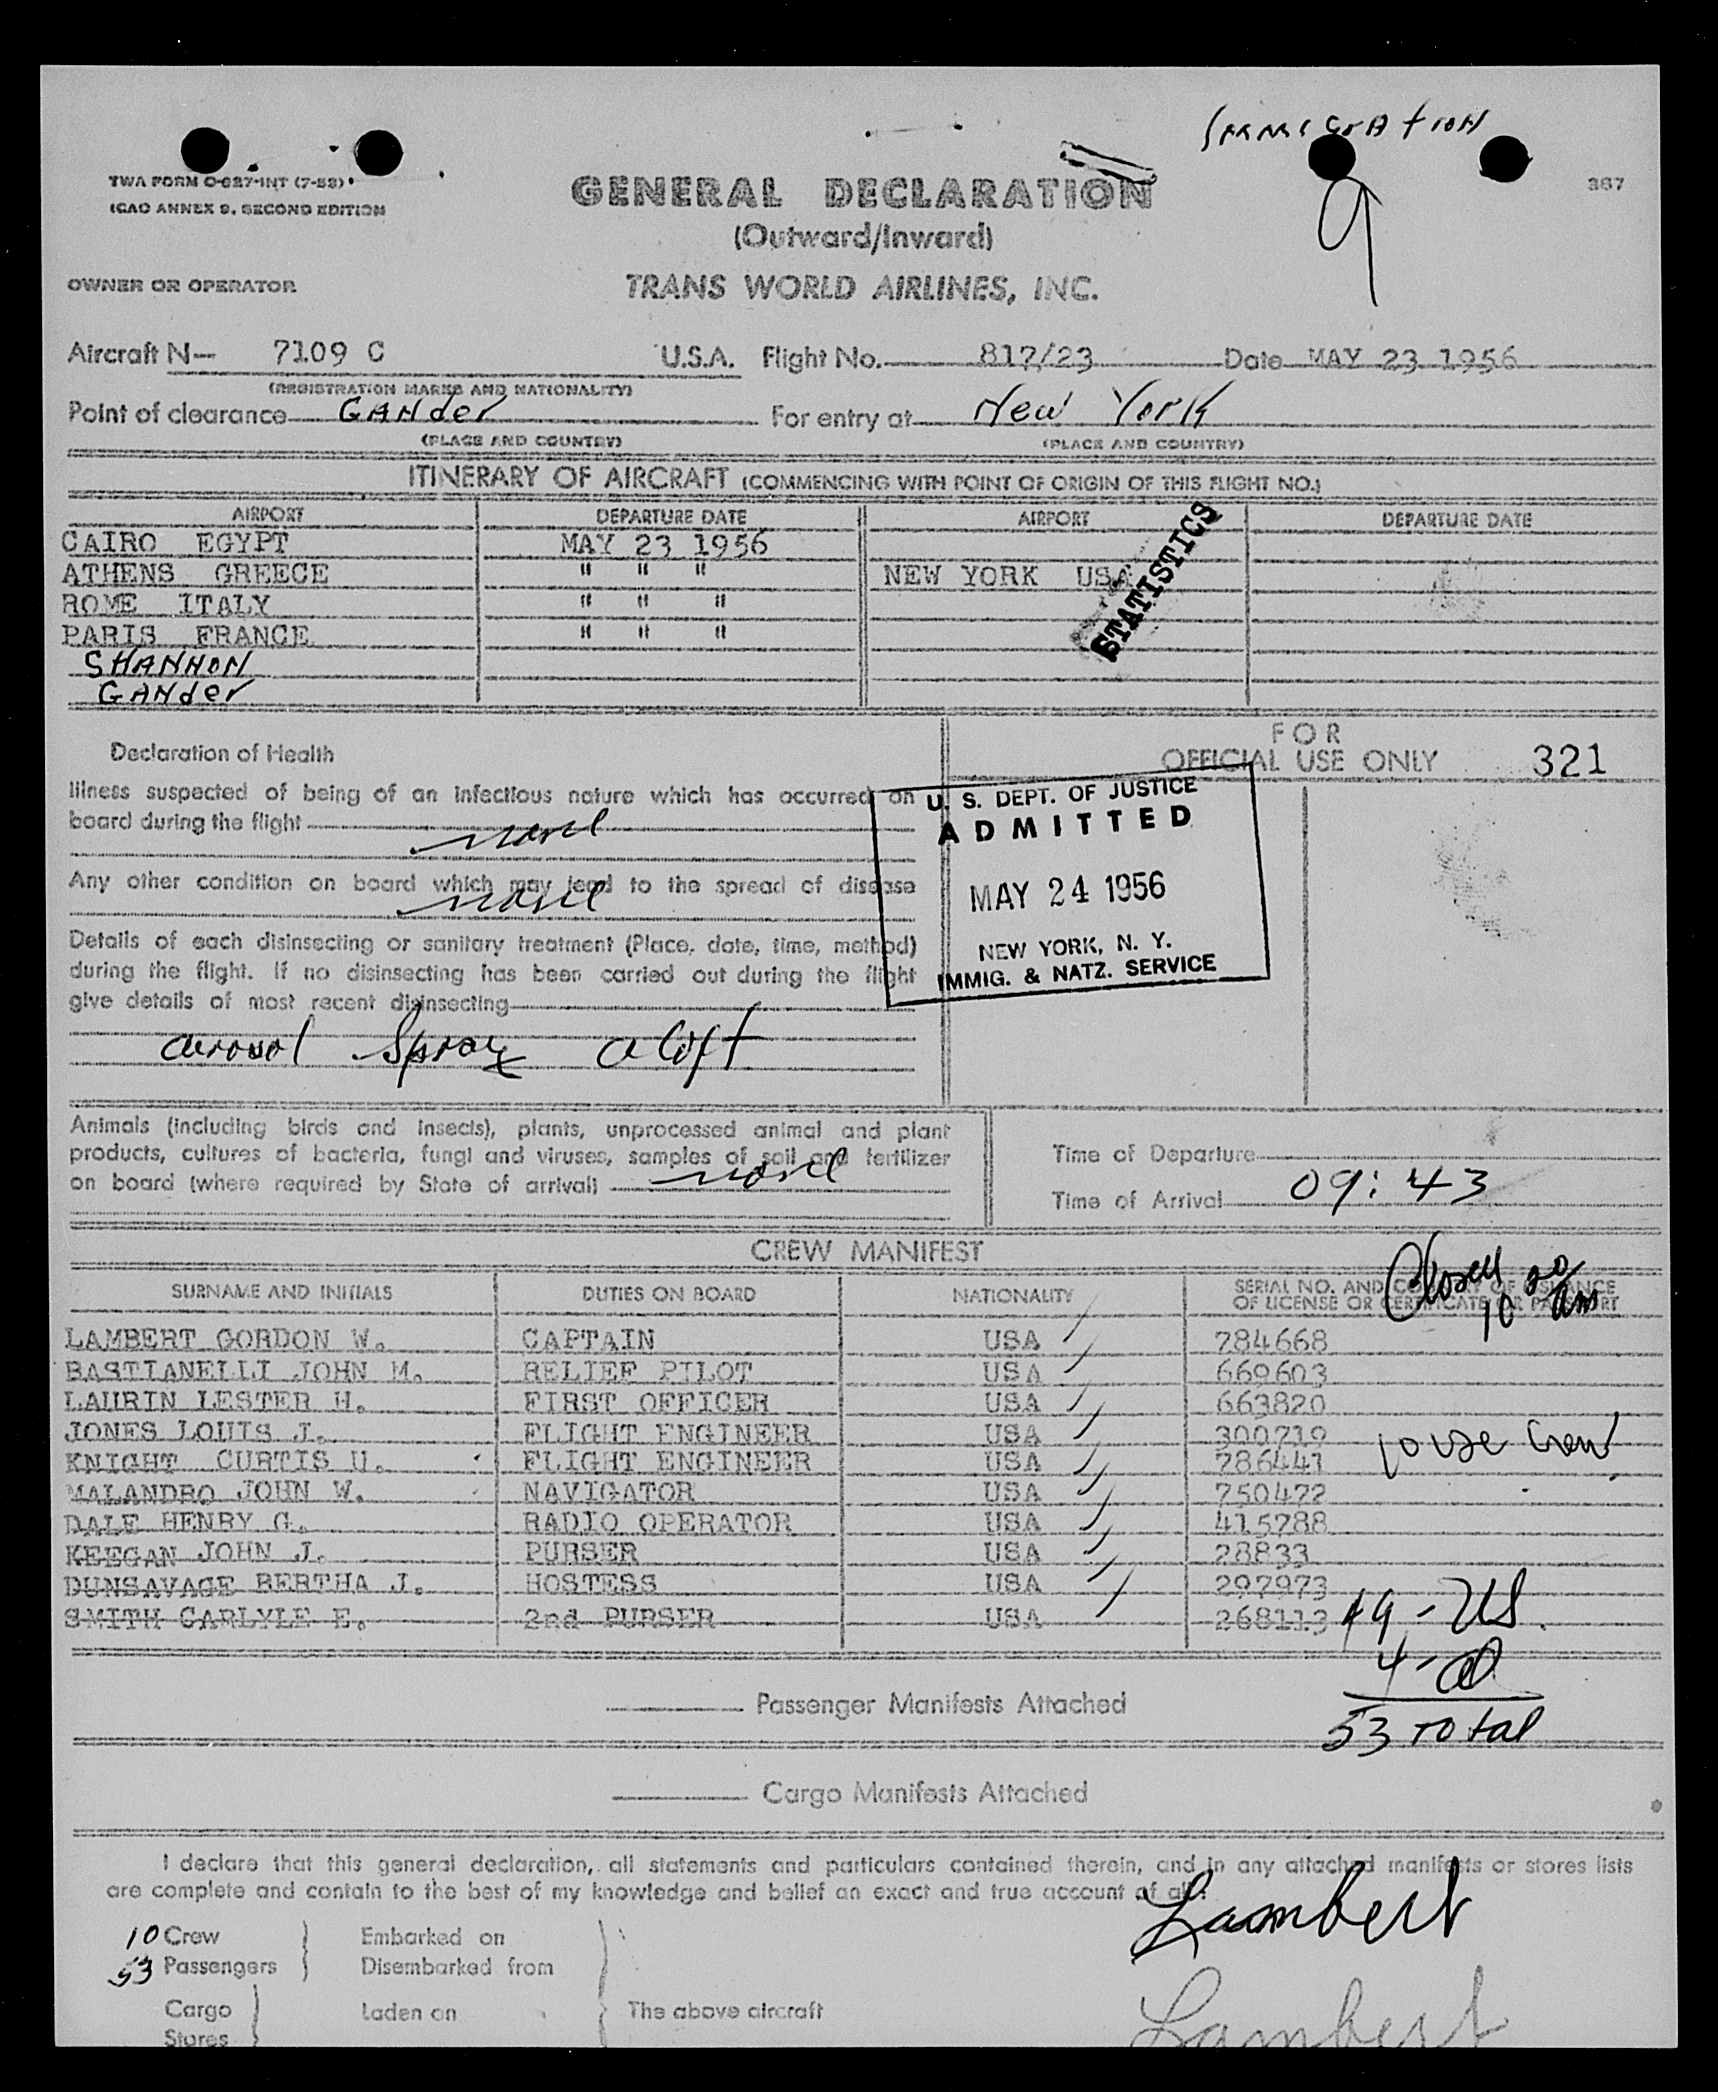 Immigration
9
TWA FORM O-627-INT (7-53)
ICAO ANNEX 9, SECOND EDITION
GENERAL DECLARATION
367
(Outward/Inward)
OWNER OR OPERATOR
TRANS WORLD AIRLINES, INC.
Aircraft N— 7109 C U.S.A. Flight No. 817/23 Date MAY 23 1956
(REGISTRATION MARKS AND NATIONALITY)
Point of clearance GANder For entry at New York
(PLACE AND COUNTRY) (PLACE AND COUNTRY)
ITINERARY OF AIRCRAFT (COMMENCING WITH POINT OF ORIGIN OF THIS FLIGHT NO.)
AIRPORT DEPARTURE DATE AIRPORT DEPARTURE DATE
CAIRO EGYPT MAY 23 1956
ATHENS GREECE " " " NEW YORK USA
ROME ITALY " " "
PARIS FRANCE " " "
SHANNON
GANder
STATISTICS
FOR
OFFICIAL USE ONLY 321
Declaration of Health
Illness suspected of being of an infectious nature which has occurred on
board during the flight none
Any other condition on board which may lead to the spread of disease
none
Details of each disinsecting or sanitary treatment (Place, date, time, method)
during the flight. If no disinsecting has been carried out during the flight
give details of most recent disinsecting
aerosol Spray aloft
U. S. DEPT. OF JUSTICE
ADMITTED
MAY 24 1956
NEW YORK, N. Y.
IMMIG. & NATZ. SERVICE
Animals (including birds and insects), plants, unprocessed animal and plant
products, cultures of bacteria, fungi and viruses, samples of soil and fertilizer
on board (where required by State of arrival) none
Time of Departure
Time of Arrival 09:43
CREW MANIFEST
Closed 10 20 am
SURNAME AND INITIALS DUTIES ON BOARD NATIONALITY SERIAL NO. AND COUNTRY OF ISSUANCE
OF LICENSE OR CERTIFICATE OR PASSPORT
LAMBERT GORDON W. CAPTAIN USA 784668
BASTIANELLI JOHN M. RELIEF PILOT USA 669603
LAURIN LESTER H. FIRST OFFICER USA 663820
JONES LOUIS J. FLIGHT ENGINEER USA 300719
KNIGHT CURTIS U. FLIGHT ENGINEER USA 786441
10 USC Crew
MALANDRO JOHN W. NAVIGATOR USA 750472
DALE HENRY G. RADIO OPERATOR USA 415788
KEEGAN JOHN J. PURSER USA 28833
DUNSAVAGE BERTHA J. HOSTESS USA 297973
SMITH CARLYLE E. 2nd PURSER USA 268113
49 - US
4 -
53 Total
Passenger Manifests Attached
Cargo Manifests Attached
I declare that this general declaration, all statements and particulars contained therein, and in any attached manifests or stores lists
are complete and contain to the best of my knowledge and belief an exact and true account of all:
Lambert
10 Crew Embarked on
53 Passengers Disembarked from
Cargo Laden on The above aircraft
Stores
Lambert